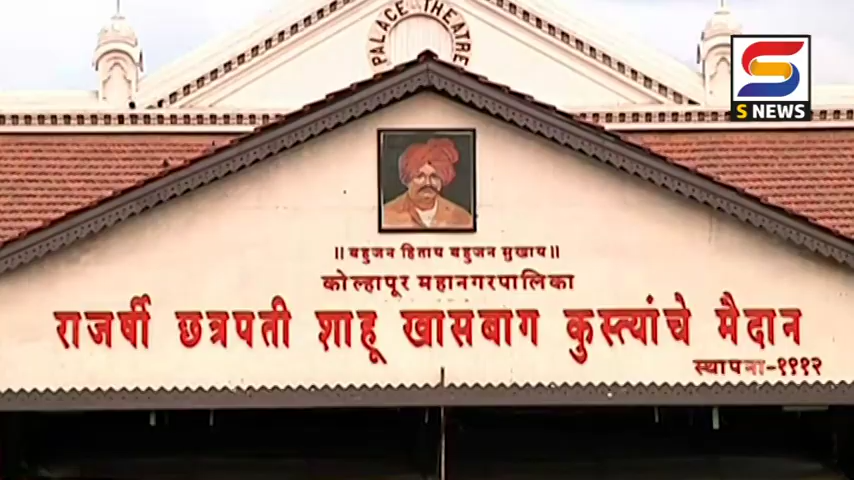 PALACE THEATRE
S NEWS
॥ बहुजन हिताय बहुजन सुखाय॥
कोल्हापूर महानगरपालिका
राजर्षी छत्रपती शाहू खासबाग कुस्त्यांचे मैदान
स्थापना-१९१२